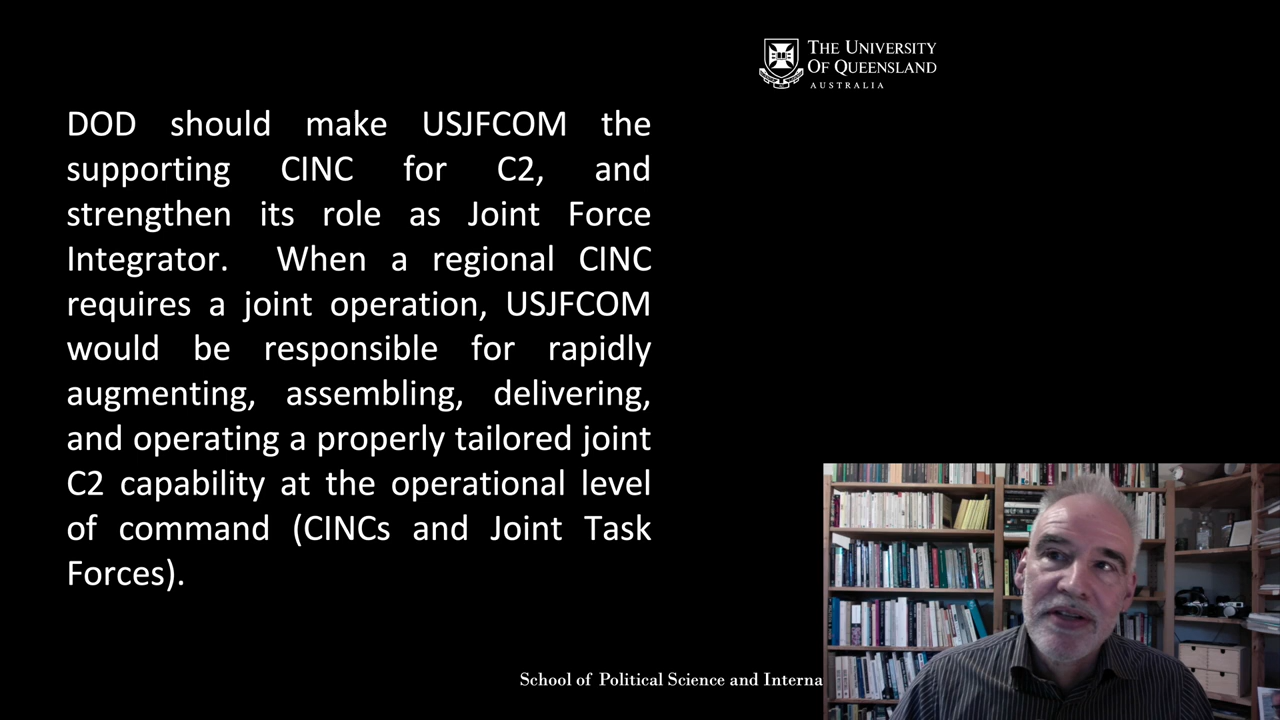 THE UNIVERSITY
OF QUEENSLAND
AUSTRALIA
DOD should make USJFCOM the
supporting CINC for C2, and
strengthen its role as Joint Force
Integrator. When a regional CINC
requires a joint operation, USJFCOM
would be responsible for rapidly
augmenting, assembling, delivering,
and operating a properly tailored joint
C2 capability at the operational level
of command (CINCs and Joint Task
Forces).
School of Political Science and Interna